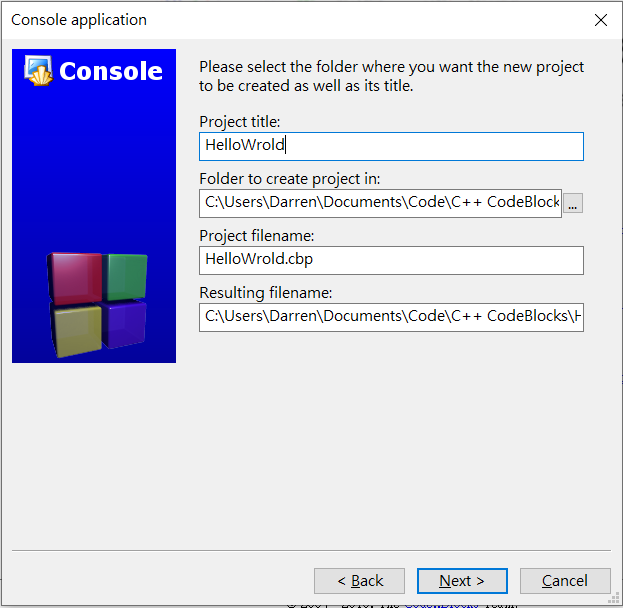 Console application
Console
Please select the folder where you want the new project
to be created as well as its title.
Project title:
HelloWrold
Folder to create project in:
C:\Users\Darren\Documents\Code\C++ CodeBlock
...
Project filename:
HelloWrold.cbp
Resulting filename:
C:\Users\Darren\Documents\Code\C++ CodeBlocks\H
< Back
Next >
Cancel